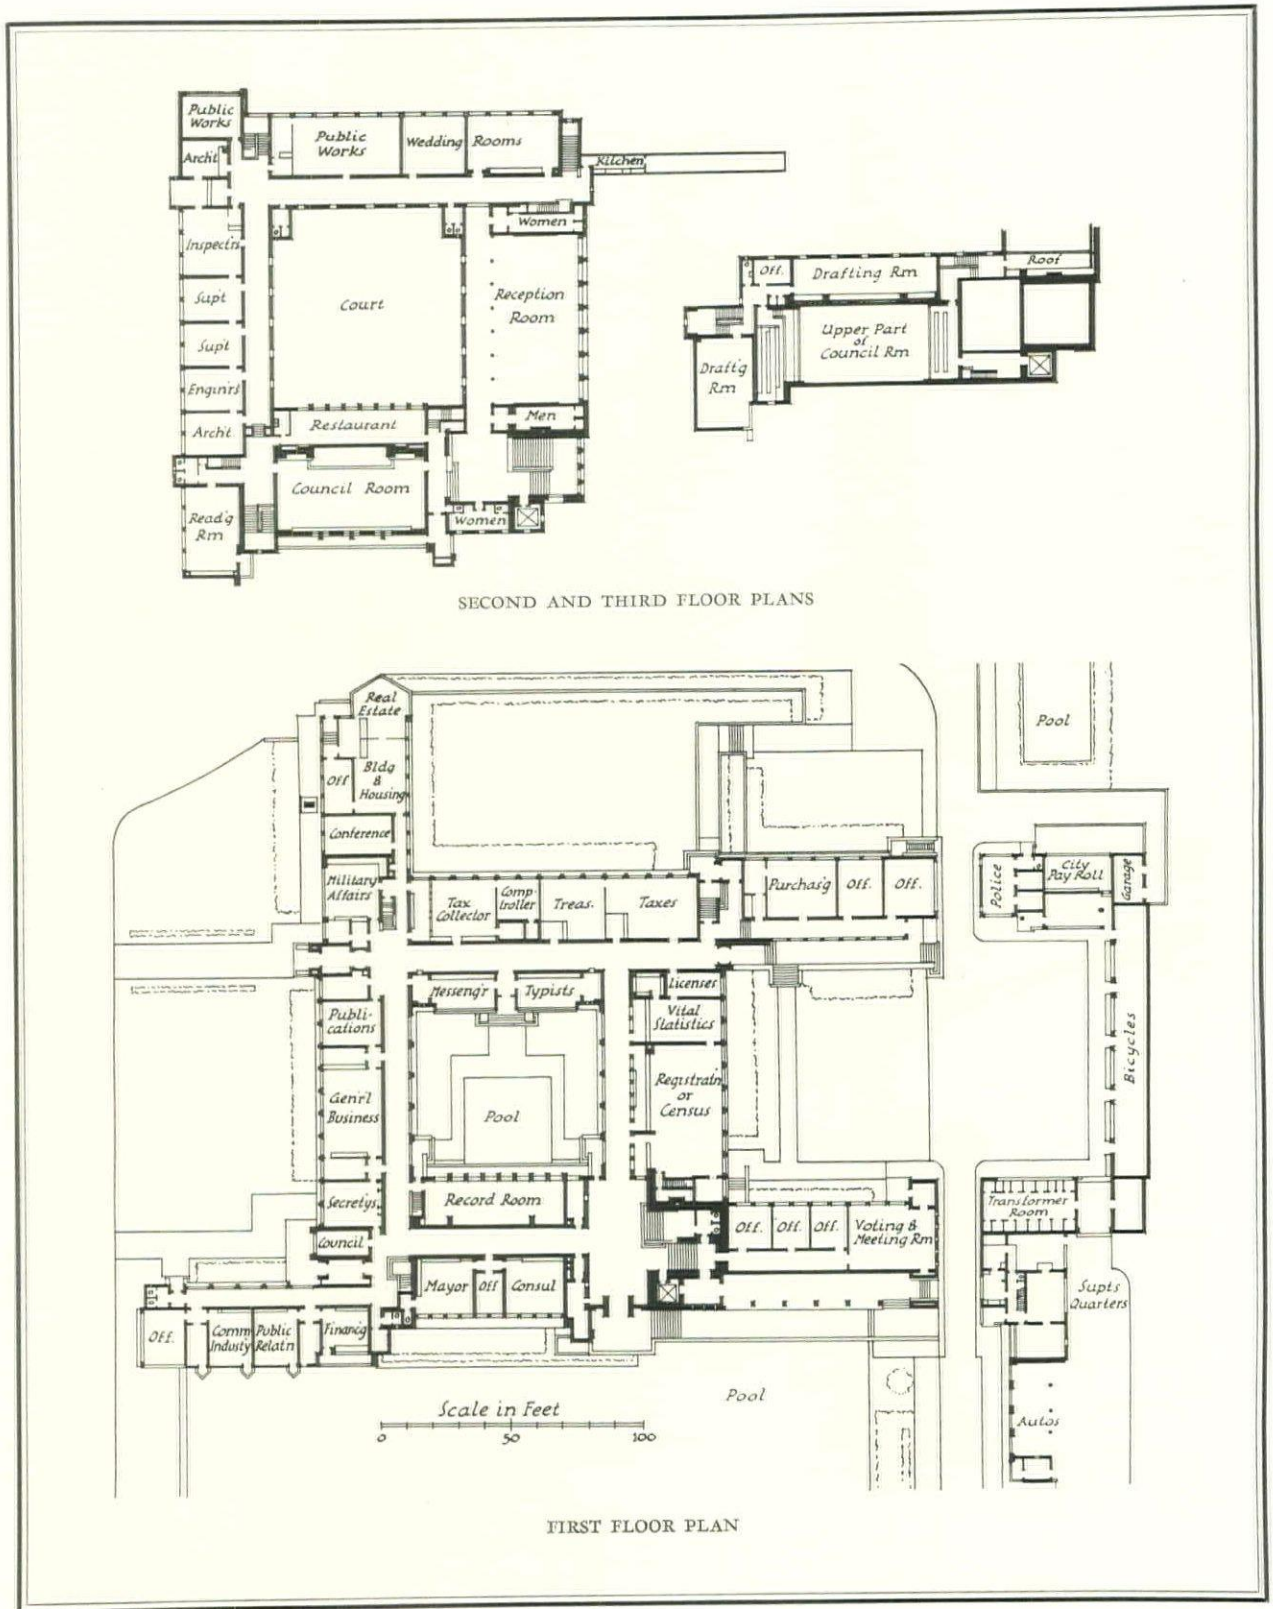 Public
Works
Public
Works
Wedding
Rooms
Archt
Kitchen
Women
Inspect'rs
Supt
Court
Reception
Room
Supt
Engin'rs
Archt
Restaurant
Men
Council Room
Read'g
Rm
Women
Off.
Drafting Rm
Roof
Upper Part
of
Council Rm
Draft'g
Rm
SECOND AND THIRD FLOOR PLANS
Real
Estate
Off
Bldg
&
Housing
Conference
Military
Affairs
Tax
Collector
Comp-
troller
Treas.
Taxes
Purchas'g
Off.
Off.
Messeng'r
Typists
Licenses
Vital
Statistics
Publi-
cations
Gen'r'l
Business
Pool
Registrat'n
or
Census
Secret'ys
Record Room
Council
Mayor
Off
Consul
Off.
Off.
Off.
Voting &
Meeting Rm
Off.
Comm
Industy
Public
Relat'n
Financ'g
Pool
Pool
Police
City
Pay Roll
Garage
Bicycles
Transformer
Room
Supts
Quarters
Autos
Scale in Feet
0 50 100
FIRST FLOOR PLAN